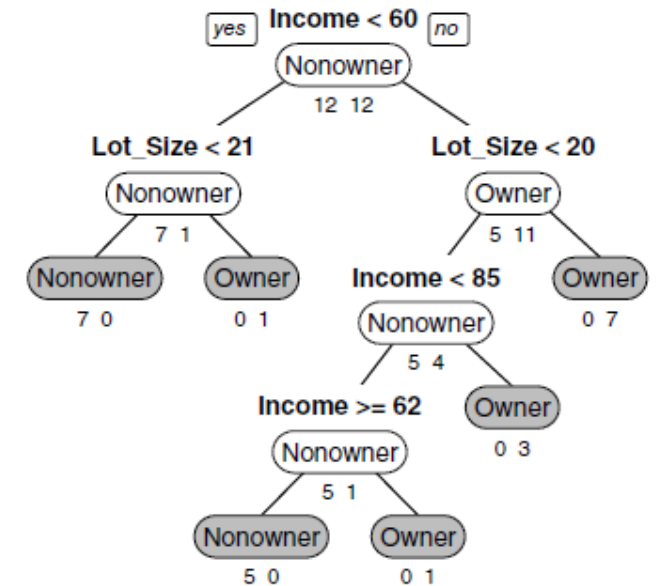 yes Income < 60 no
Nonowner
12 12
Lot_Size < 21 Lot_Size < 20
Nonowner Owner
7 1 5 11
Nonowner Owner Income < 85 Owner
7 0 0 1 Nonowner 0 7
5 4
Income >= 62 Owner
Nonowner 0 3
5 1
Nonowner Owner
5 0 0 1